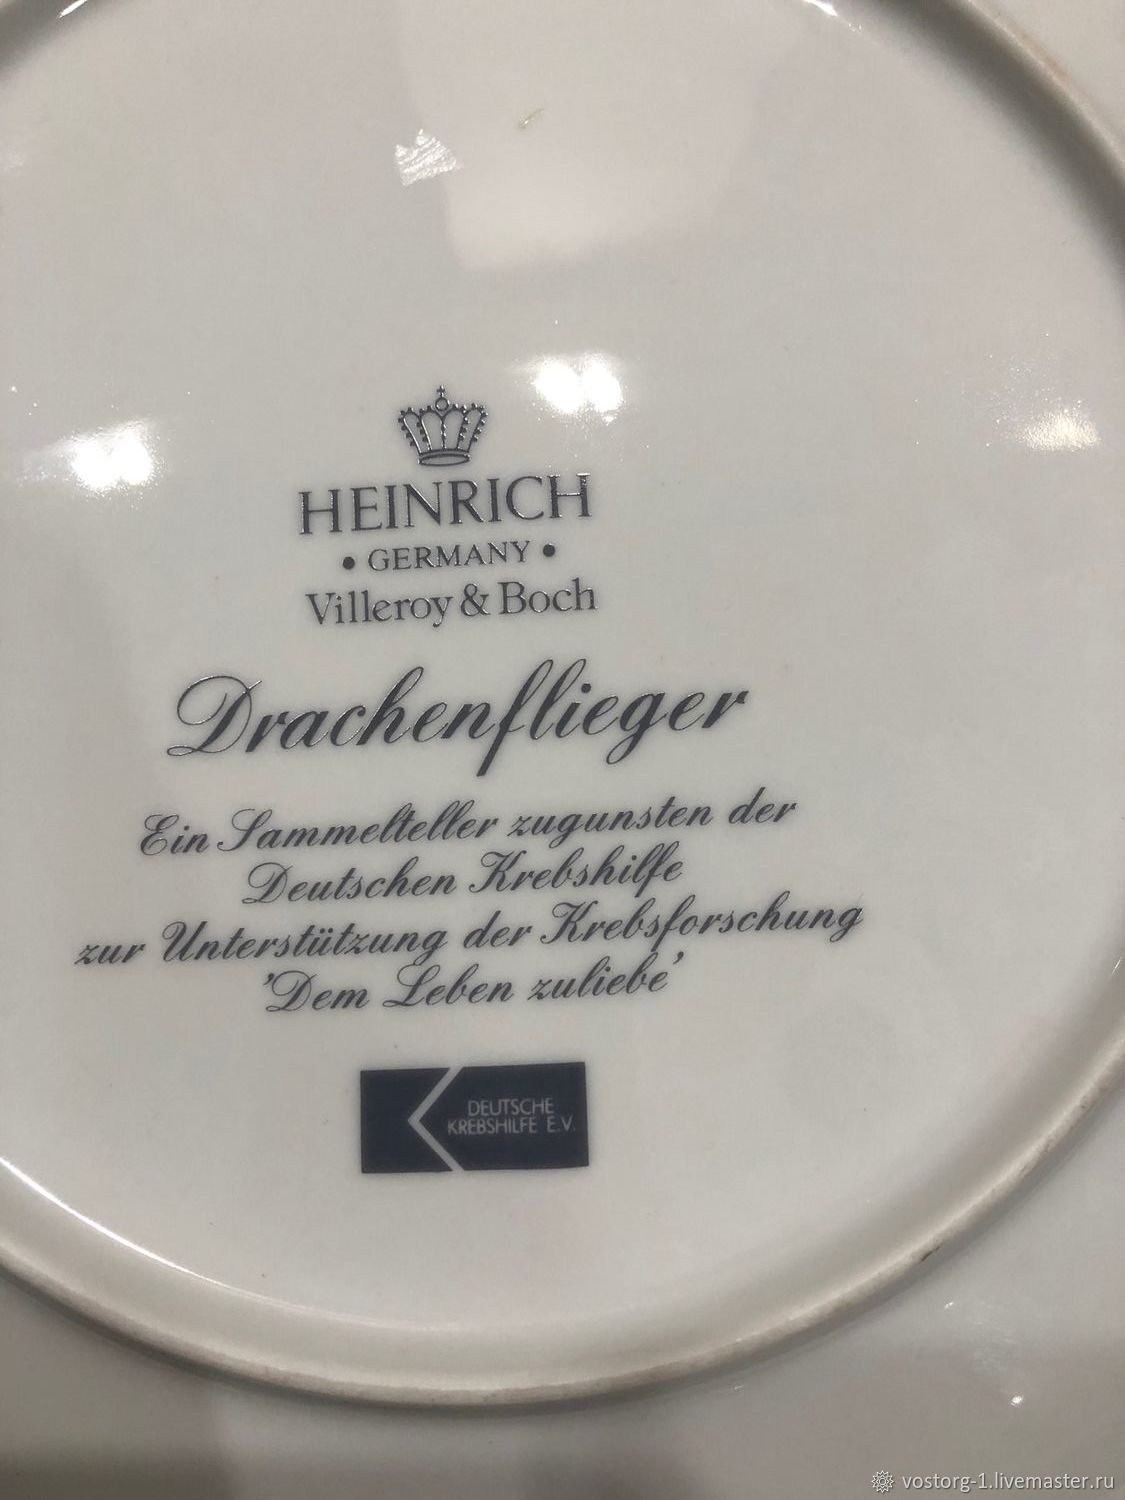 HEINRICH
• GERMANY •
Villeroy & Boch
Drachenflieger
Ein Sammelteller zugunsten der
Deutschen Krebshilfe
zur Unterstützung der Krebsforschung
'Dem Leben zuliebe'
DEUTSCHE
KREBSHILFE E.V.
vostorg-1.livemaster.ru